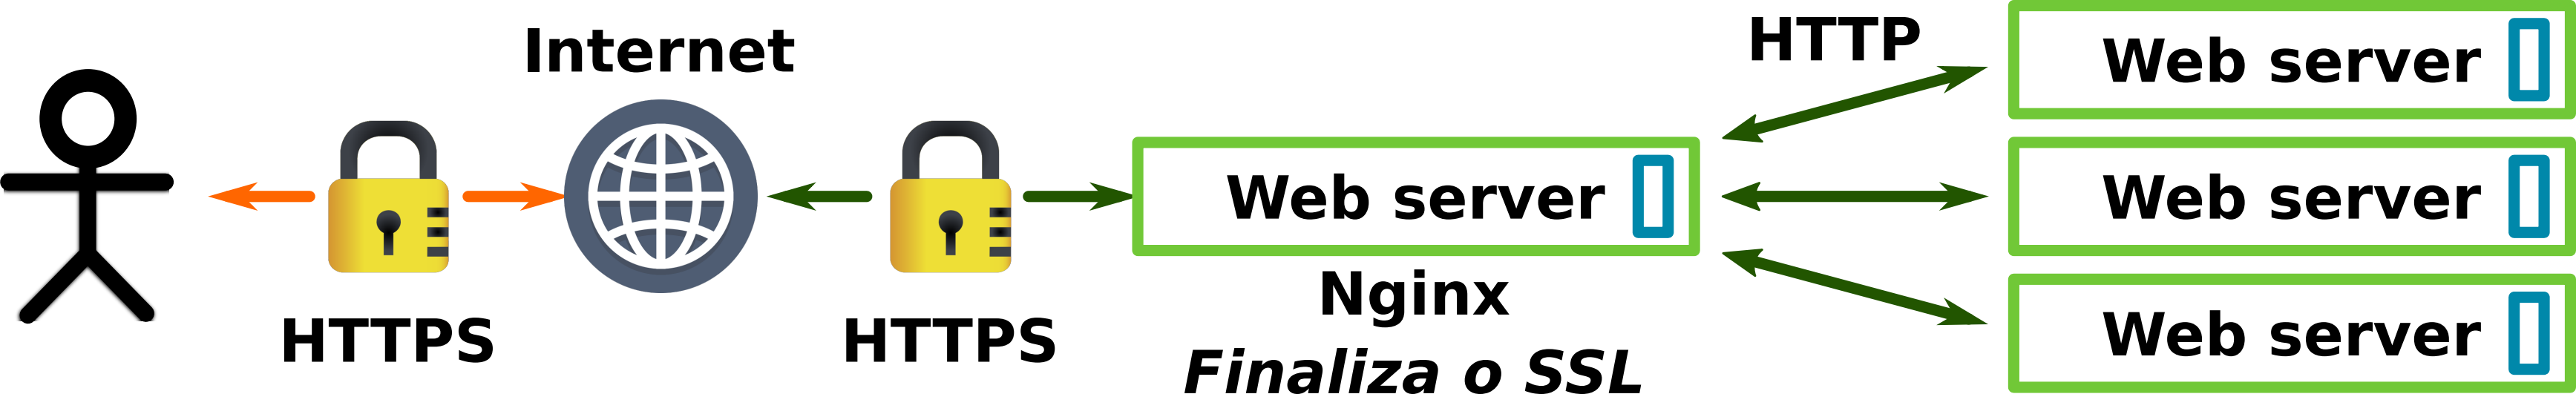 Internet
HTTPS
HTTPS
Web server
Nginx
Finaliza o SSL
HTTP
Web server
Web server
Web server